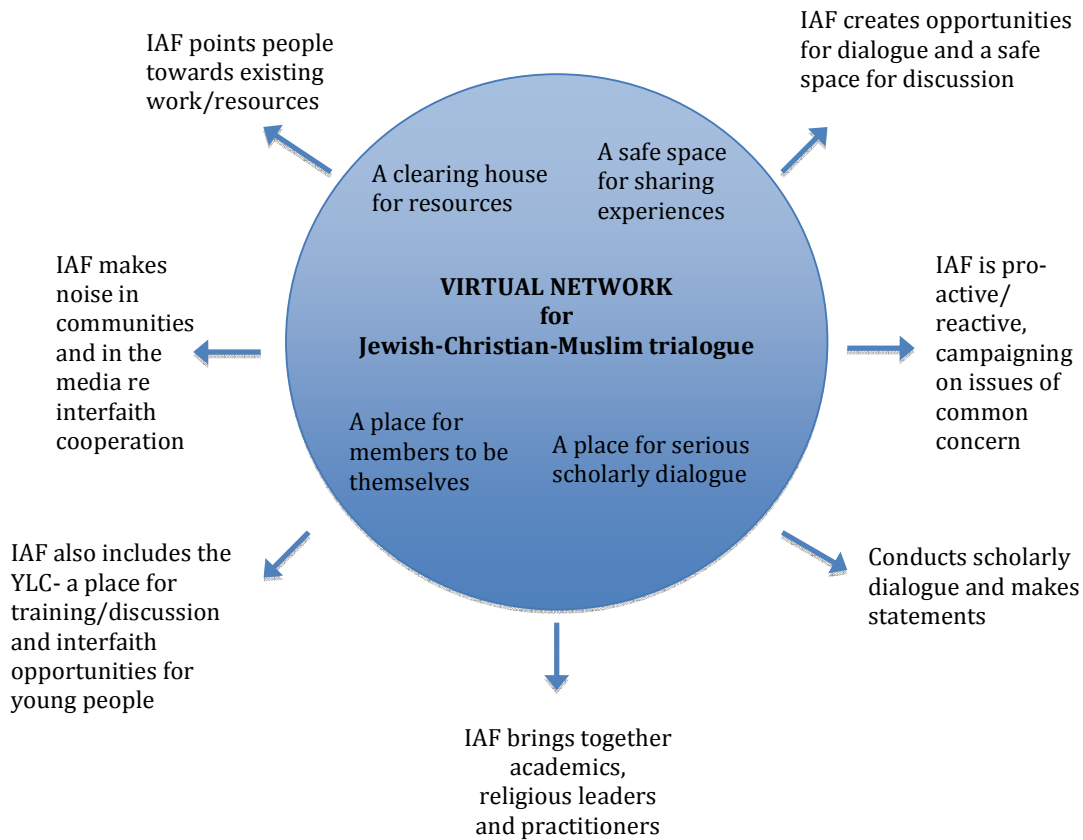 IAF points people
towards existing
work/resources
IAF creates opportunities
for dialogue and a safe
space for discussion
A clearing house
for resources
A safe space
for sharing
experiences
IAF makes
noise in
communities
and in the
media re
interfaith
cooperation
VIRTUAL NETWORK
for
Jewish-Christian-Muslim trialogue
IAF is pro-
active/
reactive,
campaigning
on issues of
common
concern
A place for
members to be
themselves
A place for serious
scholarly dialogue
IAF also includes the
YLC- a place for
training/discussion
and interfaith
opportunities for
young people
Conducts scholarly
dialogue and makes
statements
IAF brings together
academics,
religious leaders
and practitioners